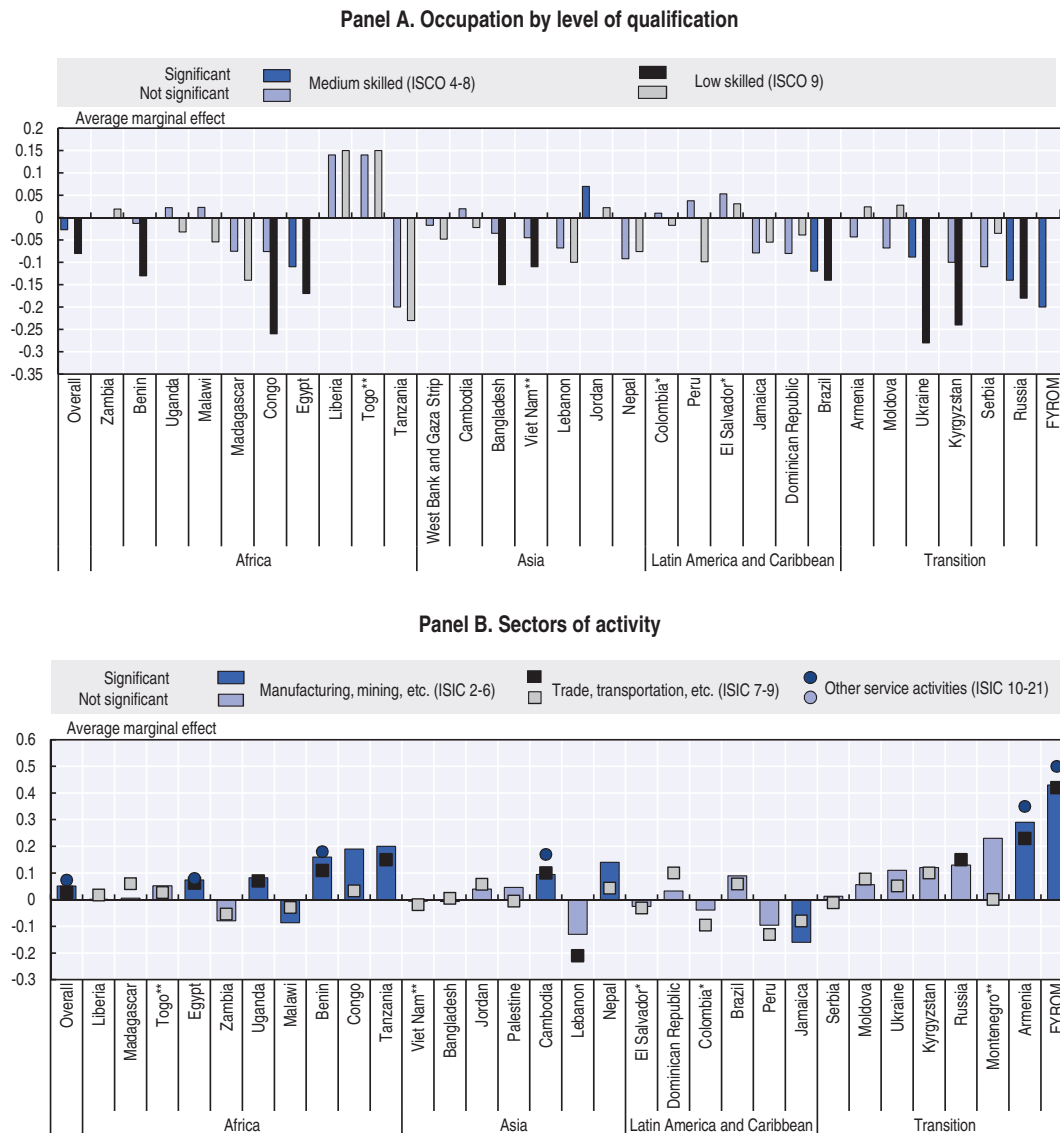 Panel A. Occupation by level of qualification
Significant
Not significant
Medium skilled (ISCO 4-8)
Low skilled (ISCO 9)
Average marginal effect
0.2
0.15
0.1
0.05
0
-0.05
-0.1
-0.15
-0.2
-0.25
-0.3
-0.35
Overall
Zambia
Benin
Uganda
Malawi
Madagascar
Congo
Egypt
Liberia
Togo**
Tanzania
West Bank and Gaza Strip
Cambodia
Bangladesh
Viet Nam**
Lebanon
Jordan
Nepal
Colombia*
Peru
El Salvador*
Jamaica
Dominican Republic
Brazil
Armenia
Moldova
Ukraine
Kyrgyzstan
Serbia
Russia
FYROM
Africa
Asia
Latin America and Caribbean
Transition
Panel B. Sectors of activity
Significant
Not significant
Manufacturing, mining, etc. (ISIC 2-6)
Trade, transportation, etc. (ISIC 7-9)
Other service activities (ISIC 10-21)
Average marginal effect
0.6
0.5
0.4
0.3
0.2
0.1
0
-0.1
-0.2
-0.3
Overall
Liberia
Madagascar
Togo**
Egypt
Zambia
Uganda
Malawi
Benin
Congo
Tanzania
Viet Nam**
Bangladesh
Jordan
Palestine
Cambodia
Lebanon
Nepal
El Salvador*
Dominican Republic
Colombia*
Brazil
Peru
Jamaica
Serbia
Moldova
Ukraine
Kyrgyzstan
Russia
Montenegro**
Armenia
FYROM
Africa
Asia
Latin America and Caribbean
Transition